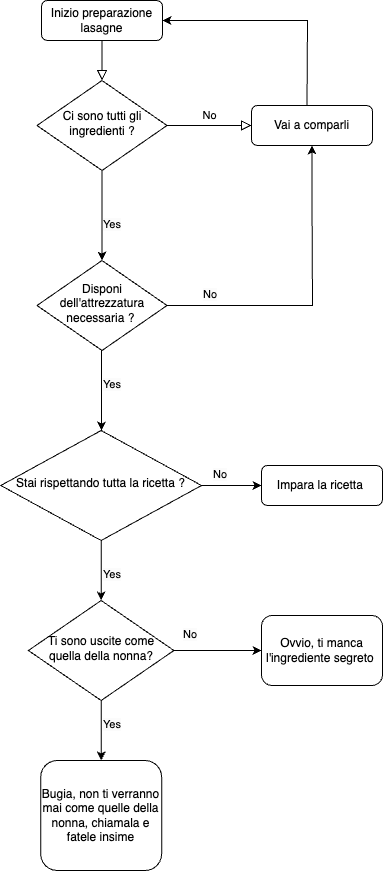 Inizio preparazione
lasagne
Ci sono tutti gli
ingredienti ?
No
Vai a comparli
Yes
Disponi
dell'attrezzatura
necessaria ?
No
Yes
Stai rispettando tutta la ricetta ?
No
Impara la ricetta
Yes
Ti sono uscite come
quella della nonna?
No
Ovvio, ti manca
l'ingrediente segreto
Yes
Bugia, non ti verranno
mai come quelle della
nonna, chiamala e
fatele insime